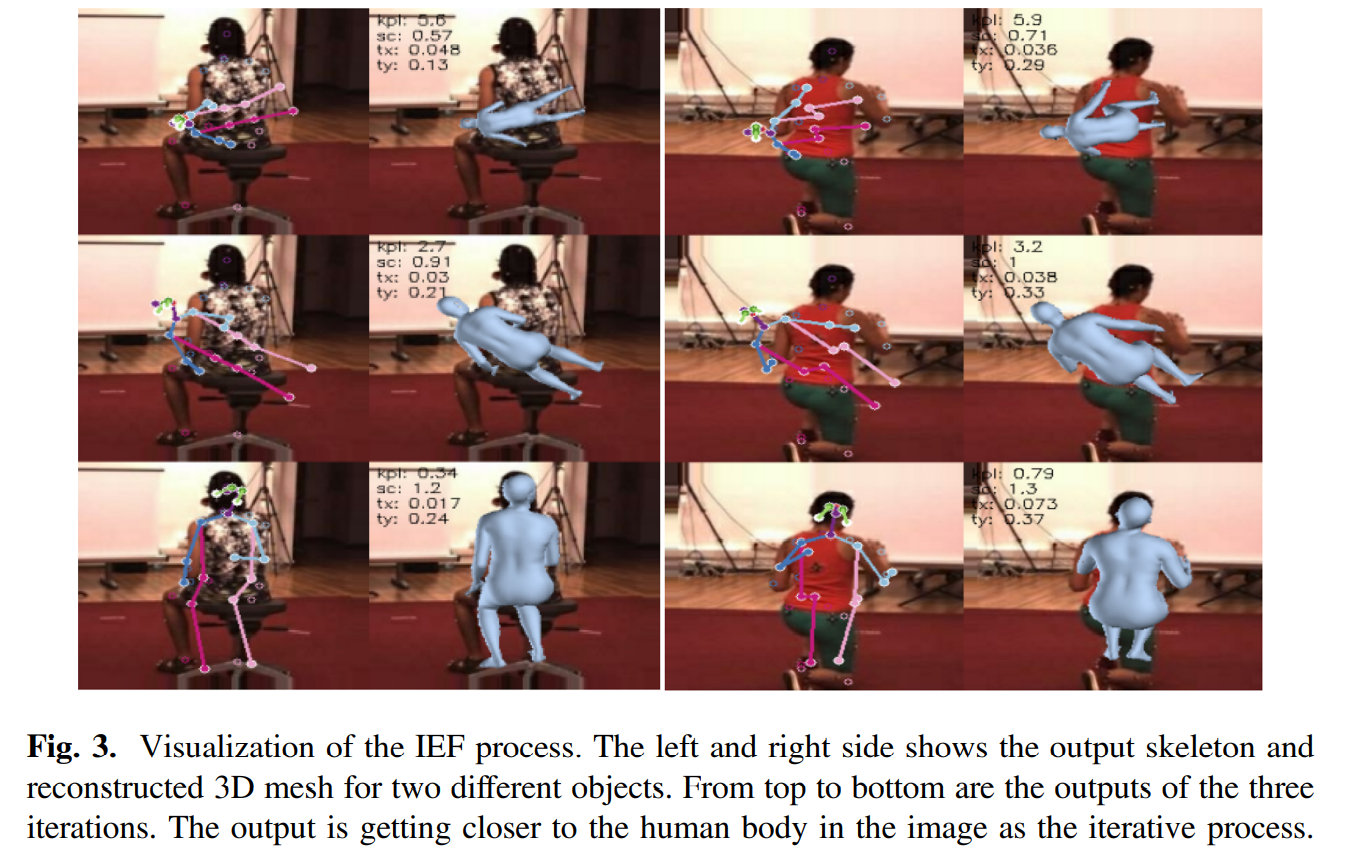 kpl: 5.6
sc: 0.57
tx: 0.048
ty: 0.13
kpl: 5.9
sc: 0.71
tx: 0.036
ty: 0.29
kpl: 2.7
sc: 0.91
tx: 0.03
ty: 0.21
kpl: 3.2
sc: 1
tx: 0.038
ty: 0.33
kpl: 0.34
sc: 1.2
tx: 0.017
ty: 0.24
kpl: 0.79
sc: 1.3
tx: 0.073
ty: 0.37
Fig. 3. Visualization of the IEF process. The left and right side shows the output skeleton and
reconstructed 3D mesh for two different objects. From top to bottom are the outputs of the three
iterations. The output is getting closer to the human body in the image as the iterative process.